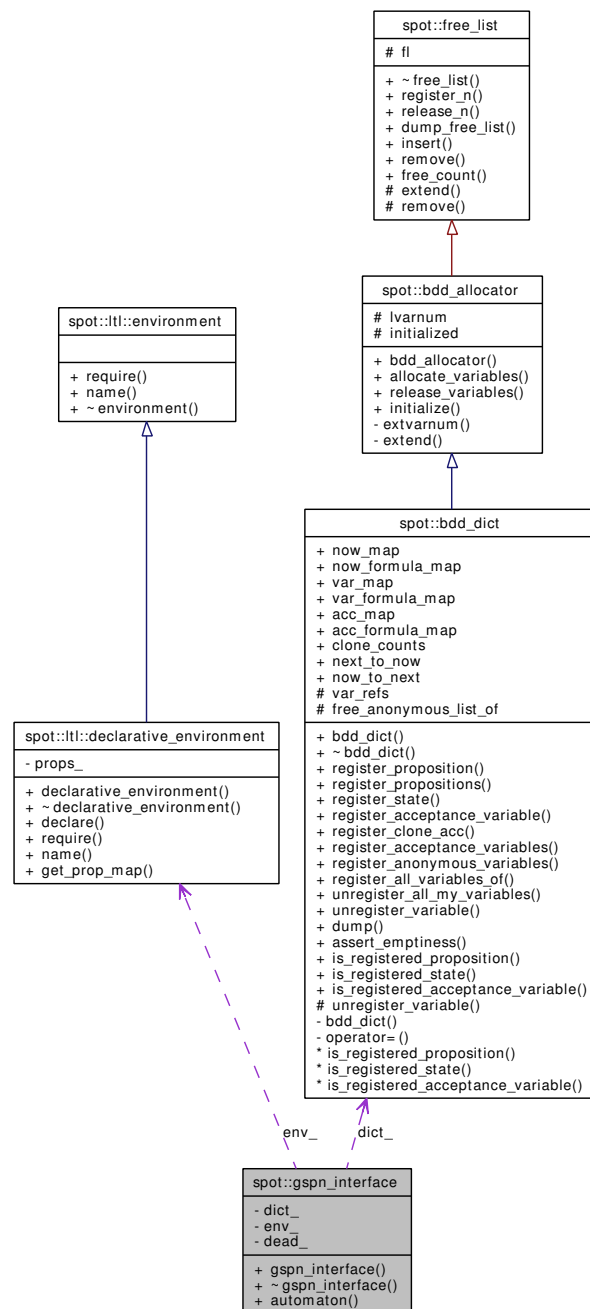 spot::free_list
# fl
+ ~free_list()
+ register_n()
+ release_n()
+ dump_free_list()
+ insert()
+ remove()
+ free_count()
# extend()
# remove()
spot::bdd_allocator
# lvarnum
# initialized
+ bdd_allocator()
+ allocate_variables()
+ release_variables()
+ initialize()
- extvarnum()
- extend()
spot::ltl::environment
+ require()
+ name()
+ ~environment()
spot::bdd_dict
+ now_map
+ now_formula_map
+ var_map
+ var_formula_map
+ acc_map
+ acc_formula_map
+ clone_counts
+ next_to_now
+ now_to_next
# var_refs
# free_anonymous_list_of
+ bdd_dict()
+ ~bdd_dict()
+ register_proposition()
+ register_propositions()
+ register_state()
+ register_acceptance_variable()
+ register_clone_acc()
+ register_acceptance_variables()
+ register_anonymous_variables()
+ register_all_variables_of()
+ unregister_all_my_variables()
+ unregister_variable()
+ dump()
+ assert_emptiness()
+ is_registered_proposition()
+ is_registered_state()
+ is_registered_acceptance_variable()
# unregister_variable()
- bdd_dict()
- operator=()
* is_registered_proposition()
* is_registered_state()
* is_registered_acceptance_variable()
spot::ltl::declarative_environment
- props_
+ declarative_environment()
+ ~declarative_environment()
+ declare()
+ require()
+ name()
+ get_prop_map()
env_
dict_
spot::gspn_interface
- dict_
- env_
- dead_
+ gspn_interface()
+ ~gspn_interface()
+ automaton()